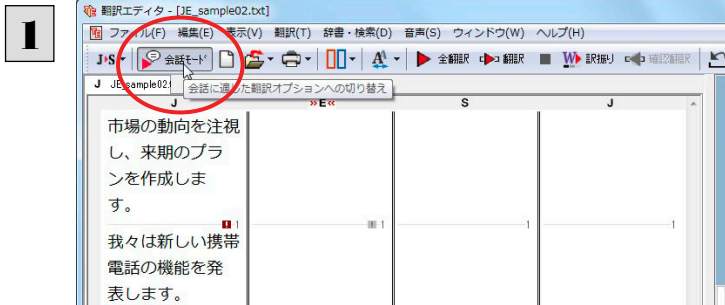 1
翻訳エディタ - [JE_sample02.txt]
ファイル(F) 編集(E) 表示(V) 翻訳(T) 辞書・検索(D) 音声(S) ウィンドウ(W) ヘルプ(H)
J▸S 会話モード 全翻訳 翻訳 訳振り
J JE_sample02.t
会話に適した翻訳オプションへの切り替え
J »E« S J
市場の動向を注視
し、来期のプラ
ンを作成しま
す。
1 1 1 1
我々は新しい携帯
電話の機能を発
表します。